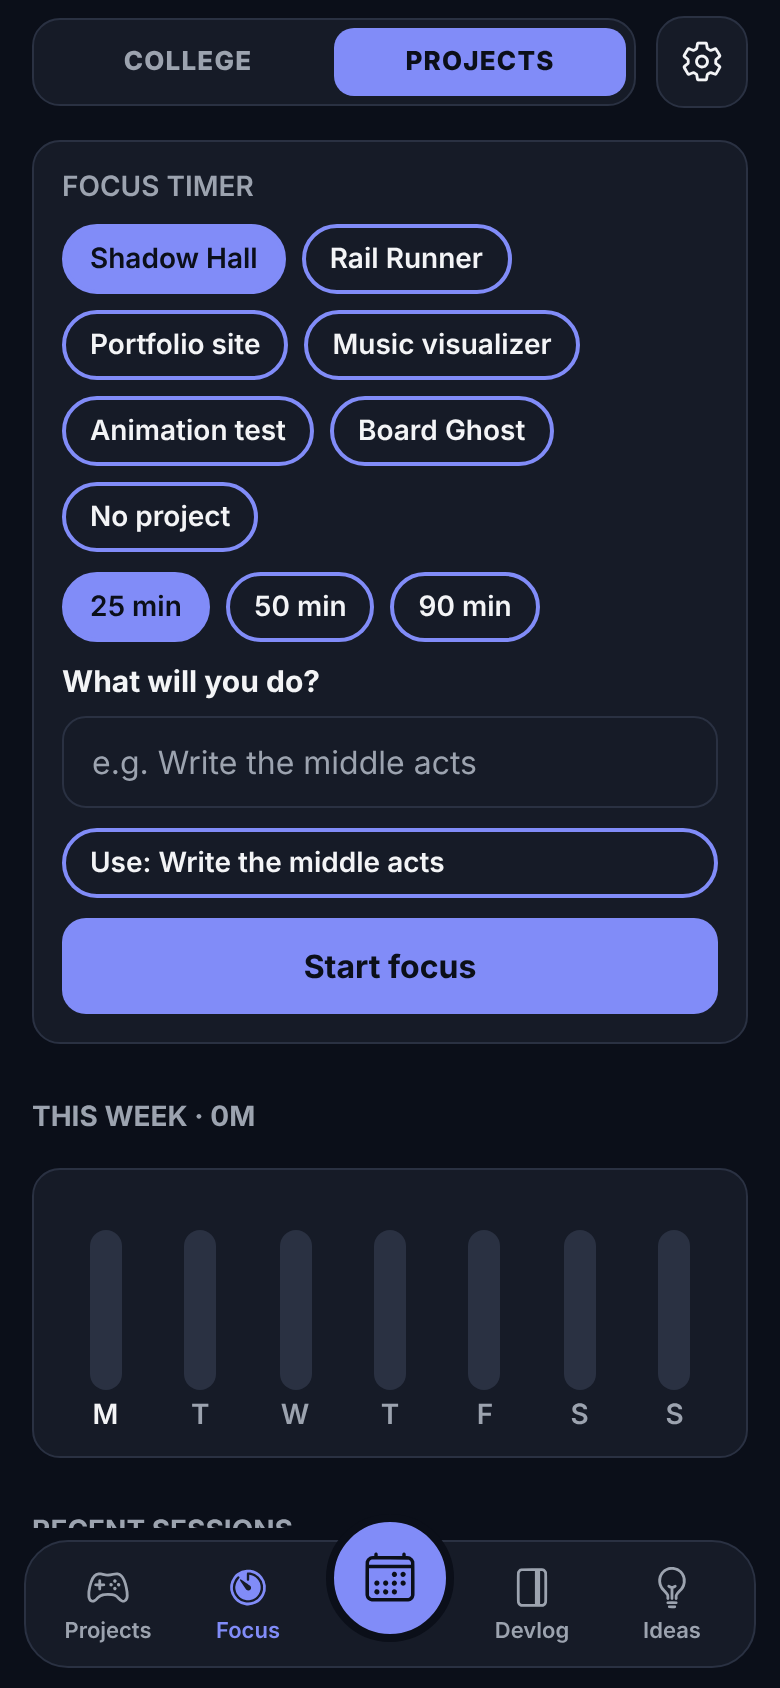 COLLEGE PROJECTS
FOCUS TIMER
Shadow Hall Rail Runner
Portfolio site Music visualizer
Animation test Board Ghost
No project
25 min 50 min 90 min
What will you do?
e.g. Write the middle acts
Use: Write the middle acts
Start focus
THIS WEEK · 0M
M T W T F S S
RECENT SESSIONS
Projects Focus Devlog Ideas